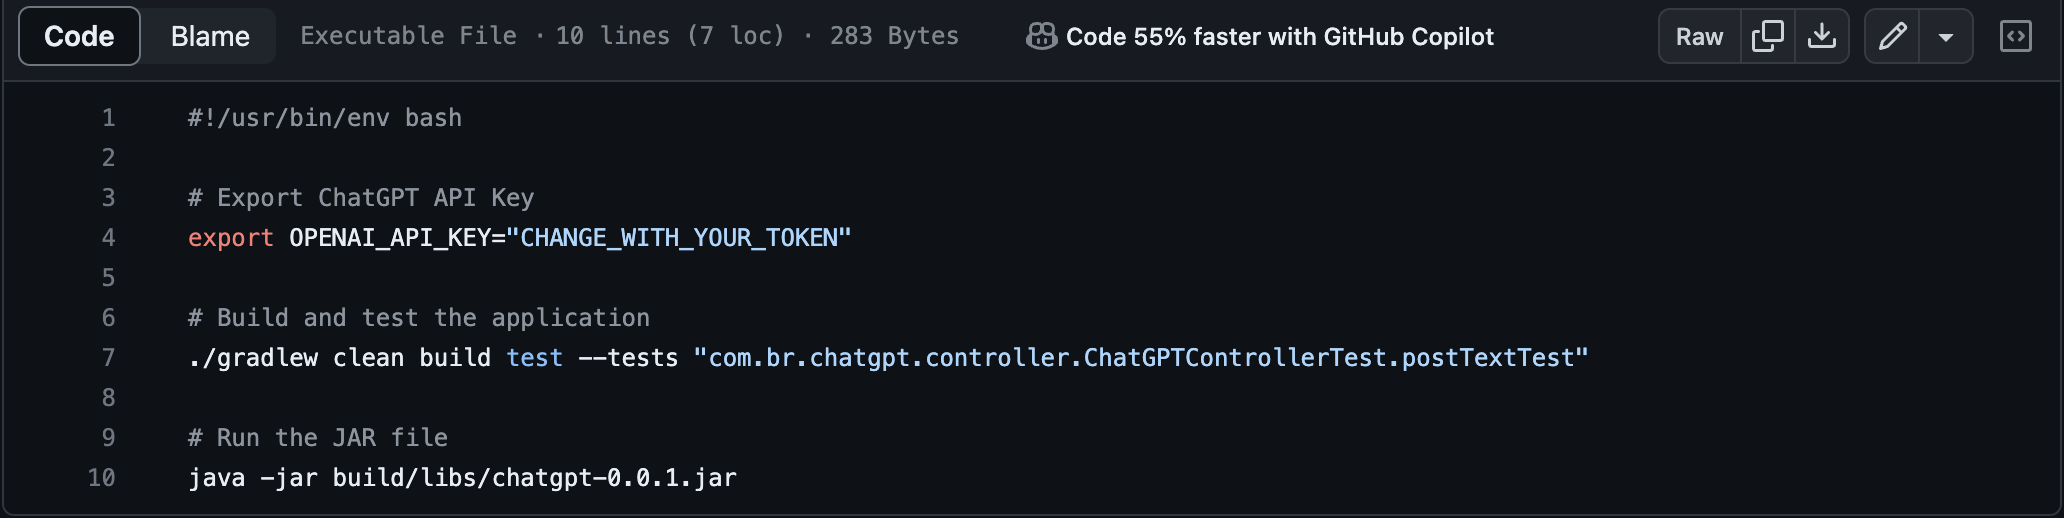 Code Blame Executable File · 10 lines (7 loc) · 283 Bytes Code 55% faster with GitHub Copilot Raw
1 #!/usr/bin/env bash
2
3 # Export ChatGPT API Key
4 export OPENAI_API_KEY="CHANGE_WITH_YOUR_TOKEN"
5
6 # Build and test the application
7 ./gradlew clean build test --tests "com.br.chatgpt.controller.ChatGPTControllerTest.postTextTest"
8
9 # Run the JAR file
10 java -jar build/libs/chatgpt-0.0.1.jar